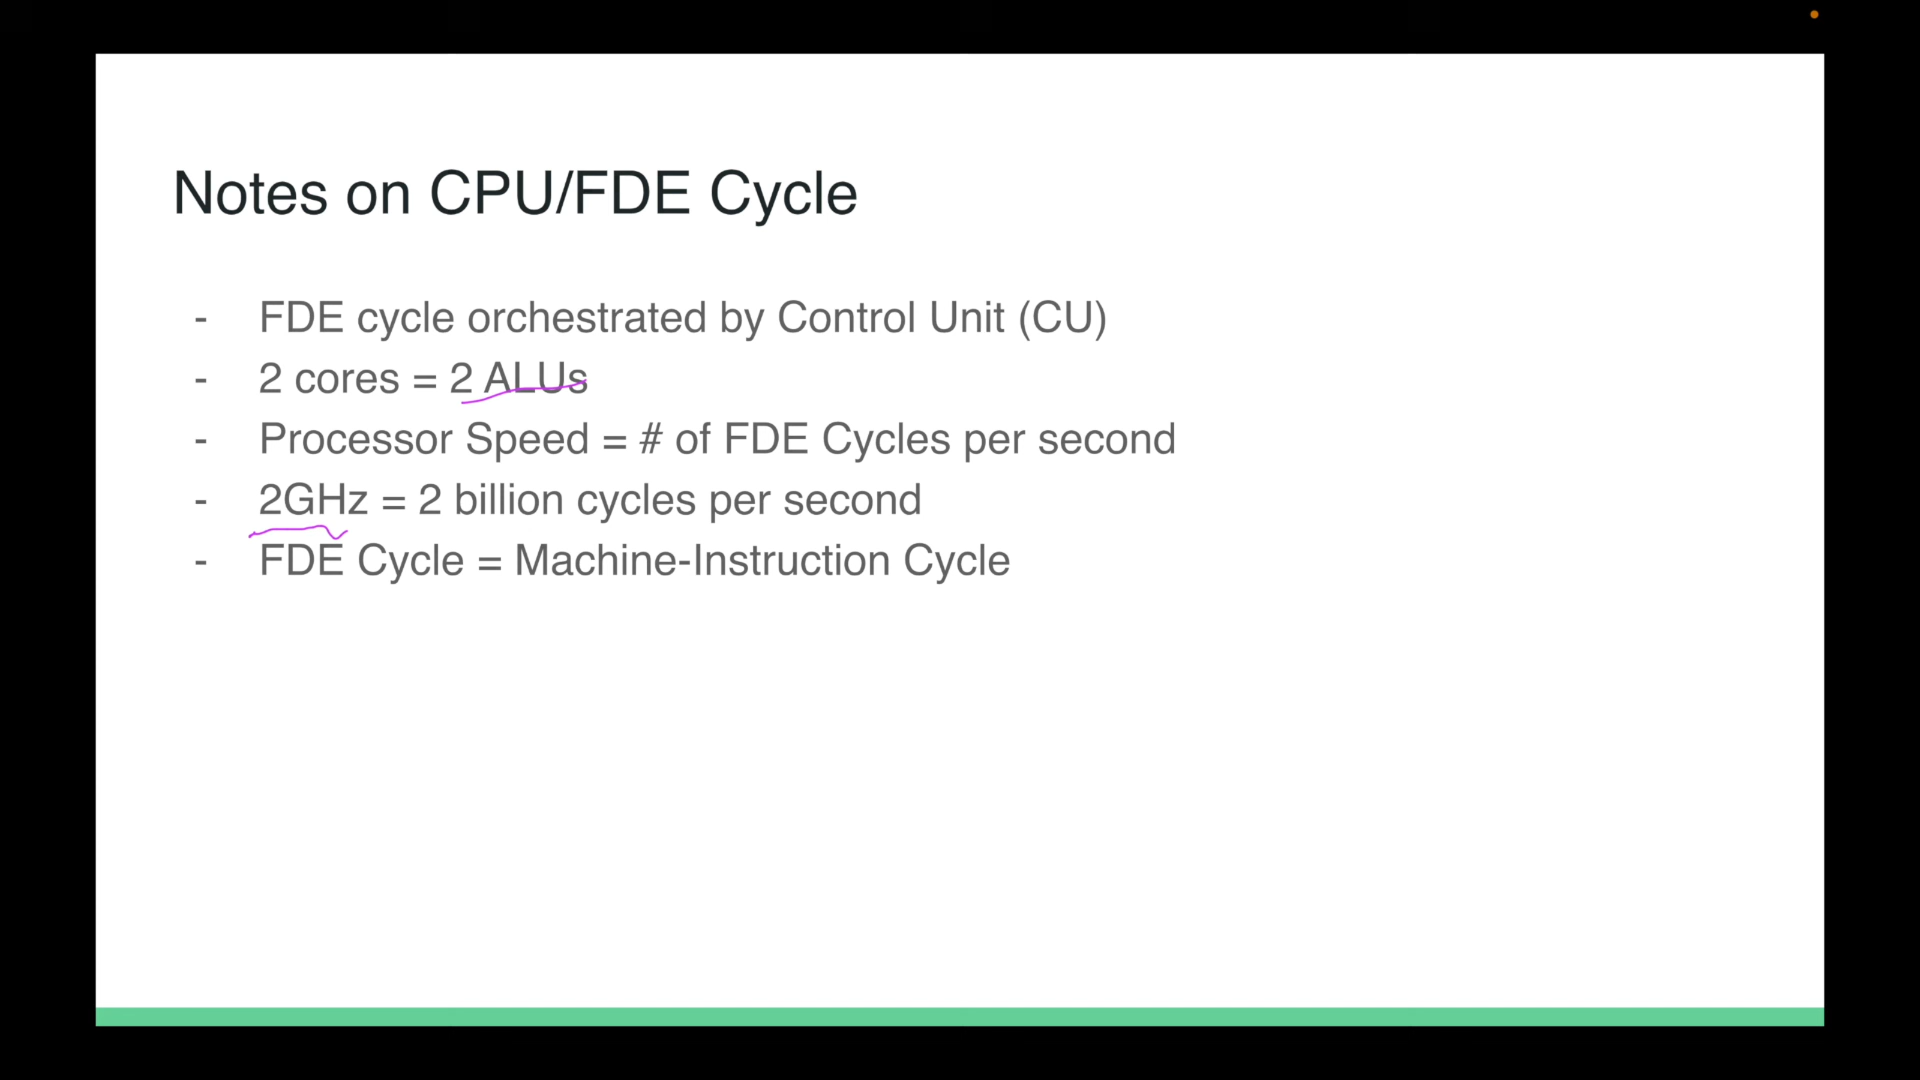 Notes on CPU/FDE Cycle
- FDE cycle orchestrated by Control Unit (CU)
- 2 cores = 2 ALUs
- Processor Speed = # of FDE Cycles per second
- 2GHz = 2 billion cycles per second
- FDE Cycle = Machine-Instruction Cycle